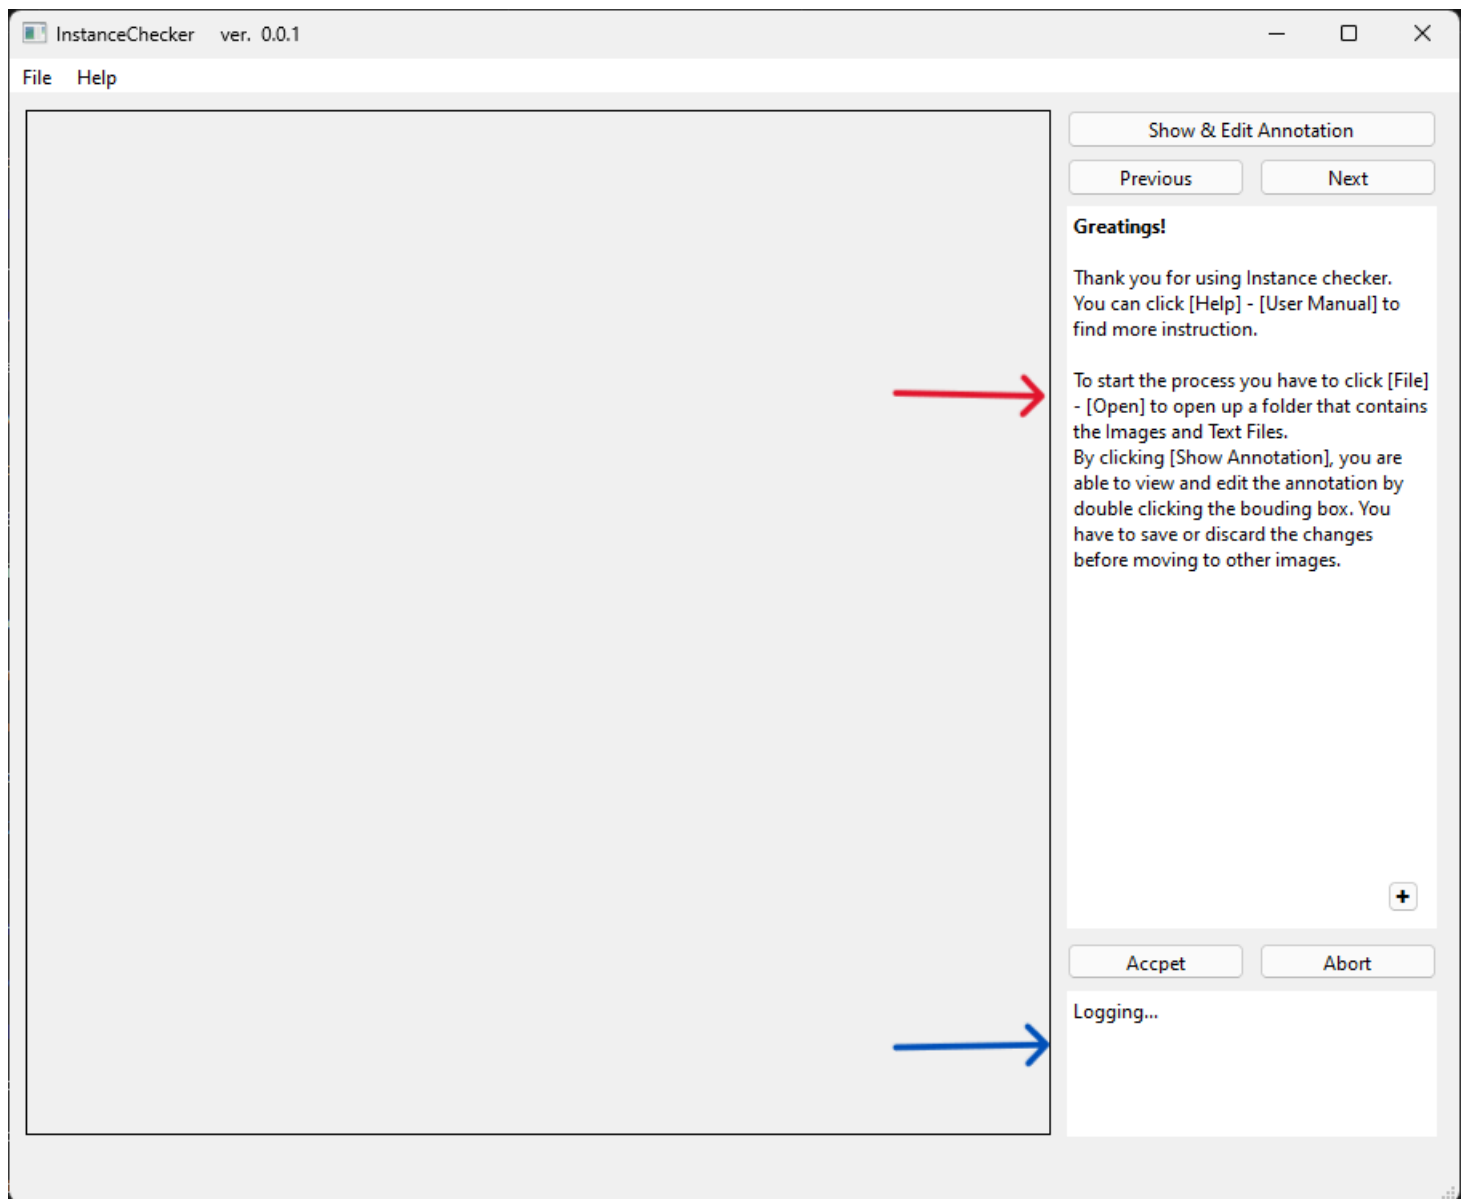 InstanceChecker ver. 0.0.1
File Help
Show & Edit Annotation
Previous Next
Greatings!
Thank you for using Instance checker.
You can click [Help] - [User Manual] to
find more instruction.
To start the process you have to click [File]
- [Open] to open up a folder that contains
the Images and Text Files.
By clicking [Show Annotation], you are
able to view and edit the annotation by
double clicking the bouding box. You
have to save or discard the changes
before moving to other images.
+
Accpet Abort
Logging...